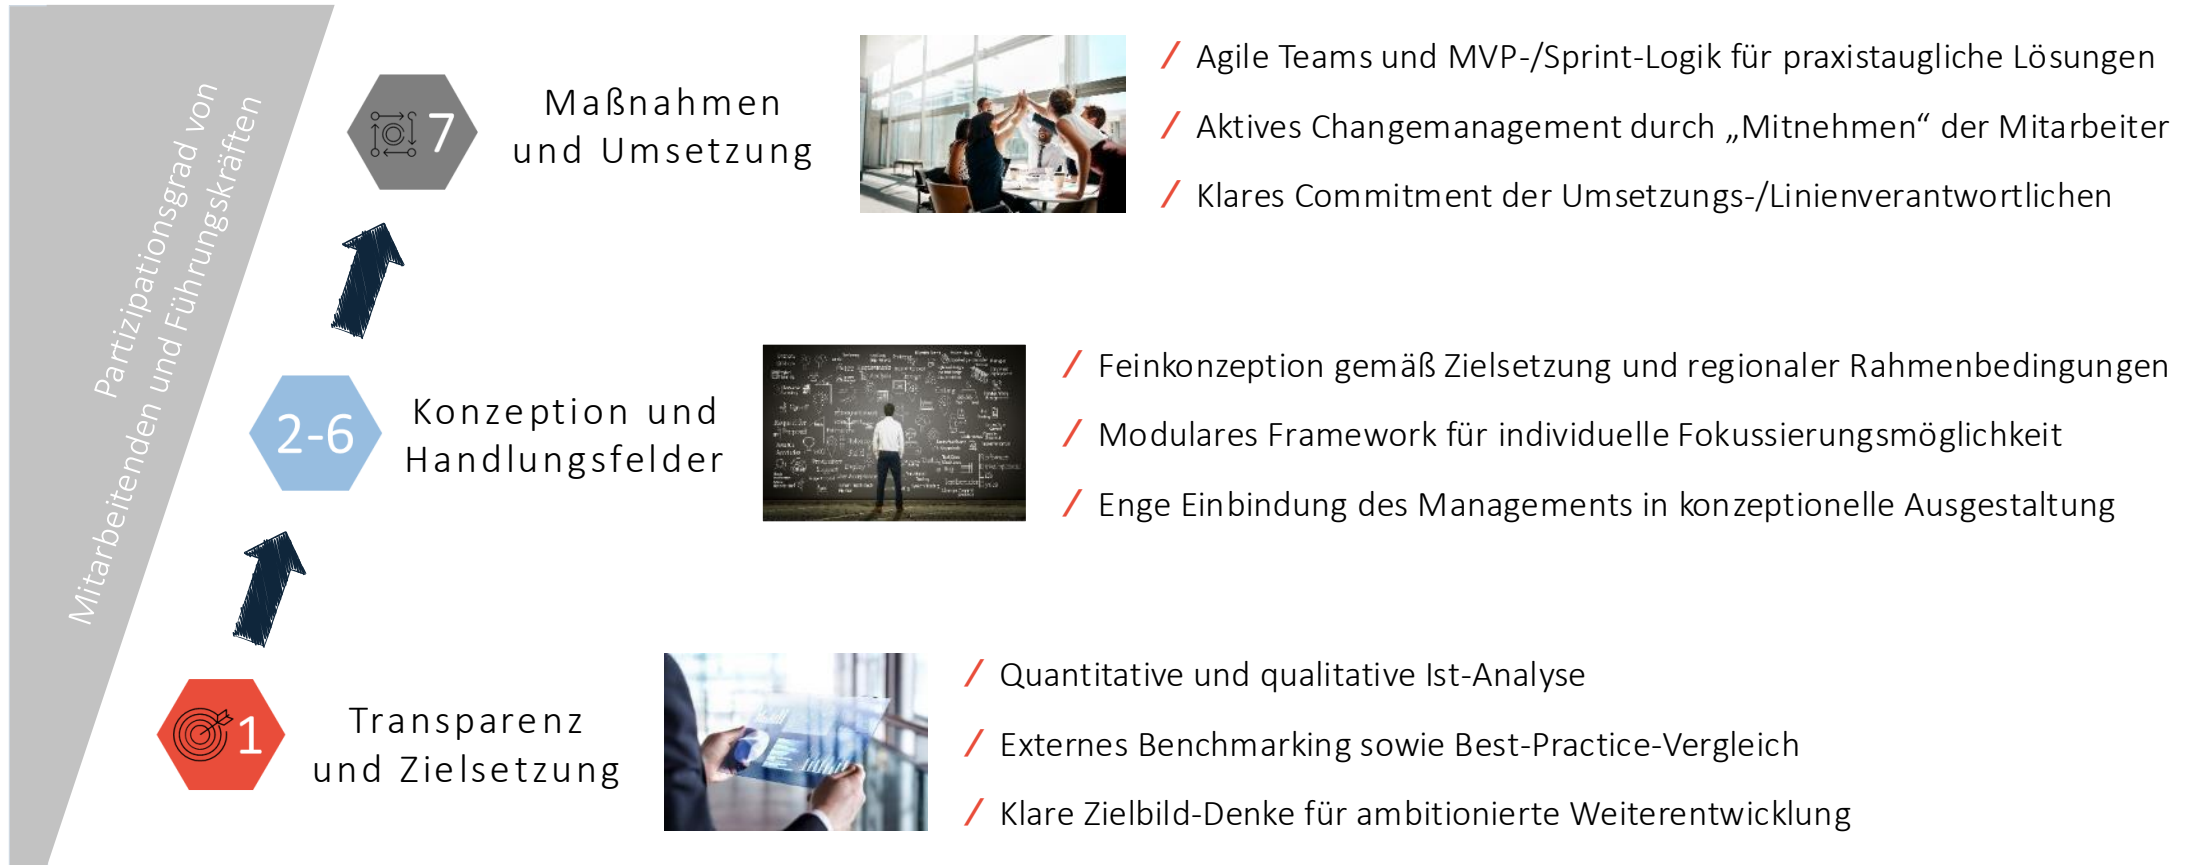 Partizipationsgrad von
Mitarbeitenden und Führungskräften
7
Maßnahmen
und Umsetzung
/ Agile Teams und MVP-/Sprint-Logik für praxistaugliche Lösungen
/ Aktives Changemanagement durch „Mitnehmen“ der Mitarbeiter
/ Klares Commitment der Umsetzungs-/Linienverantwortlichen
2-6
Konzeption und
Handlungsfelder
/ Feinkonzeption gemäß Zielsetzung und regionaler Rahmenbedingungen
/ Modulares Framework für individuelle Fokussierungsmöglichkeit
/ Enge Einbindung des Managements in konzeptionelle Ausgestaltung
1
Transparenz
und Zielsetzung
/ Quantitative und qualitative Ist-Analyse
/ Externes Benchmarking sowie Best-Practice-Vergleich
/ Klare Zielbild-Denke für ambitionierte Weiterentwicklung